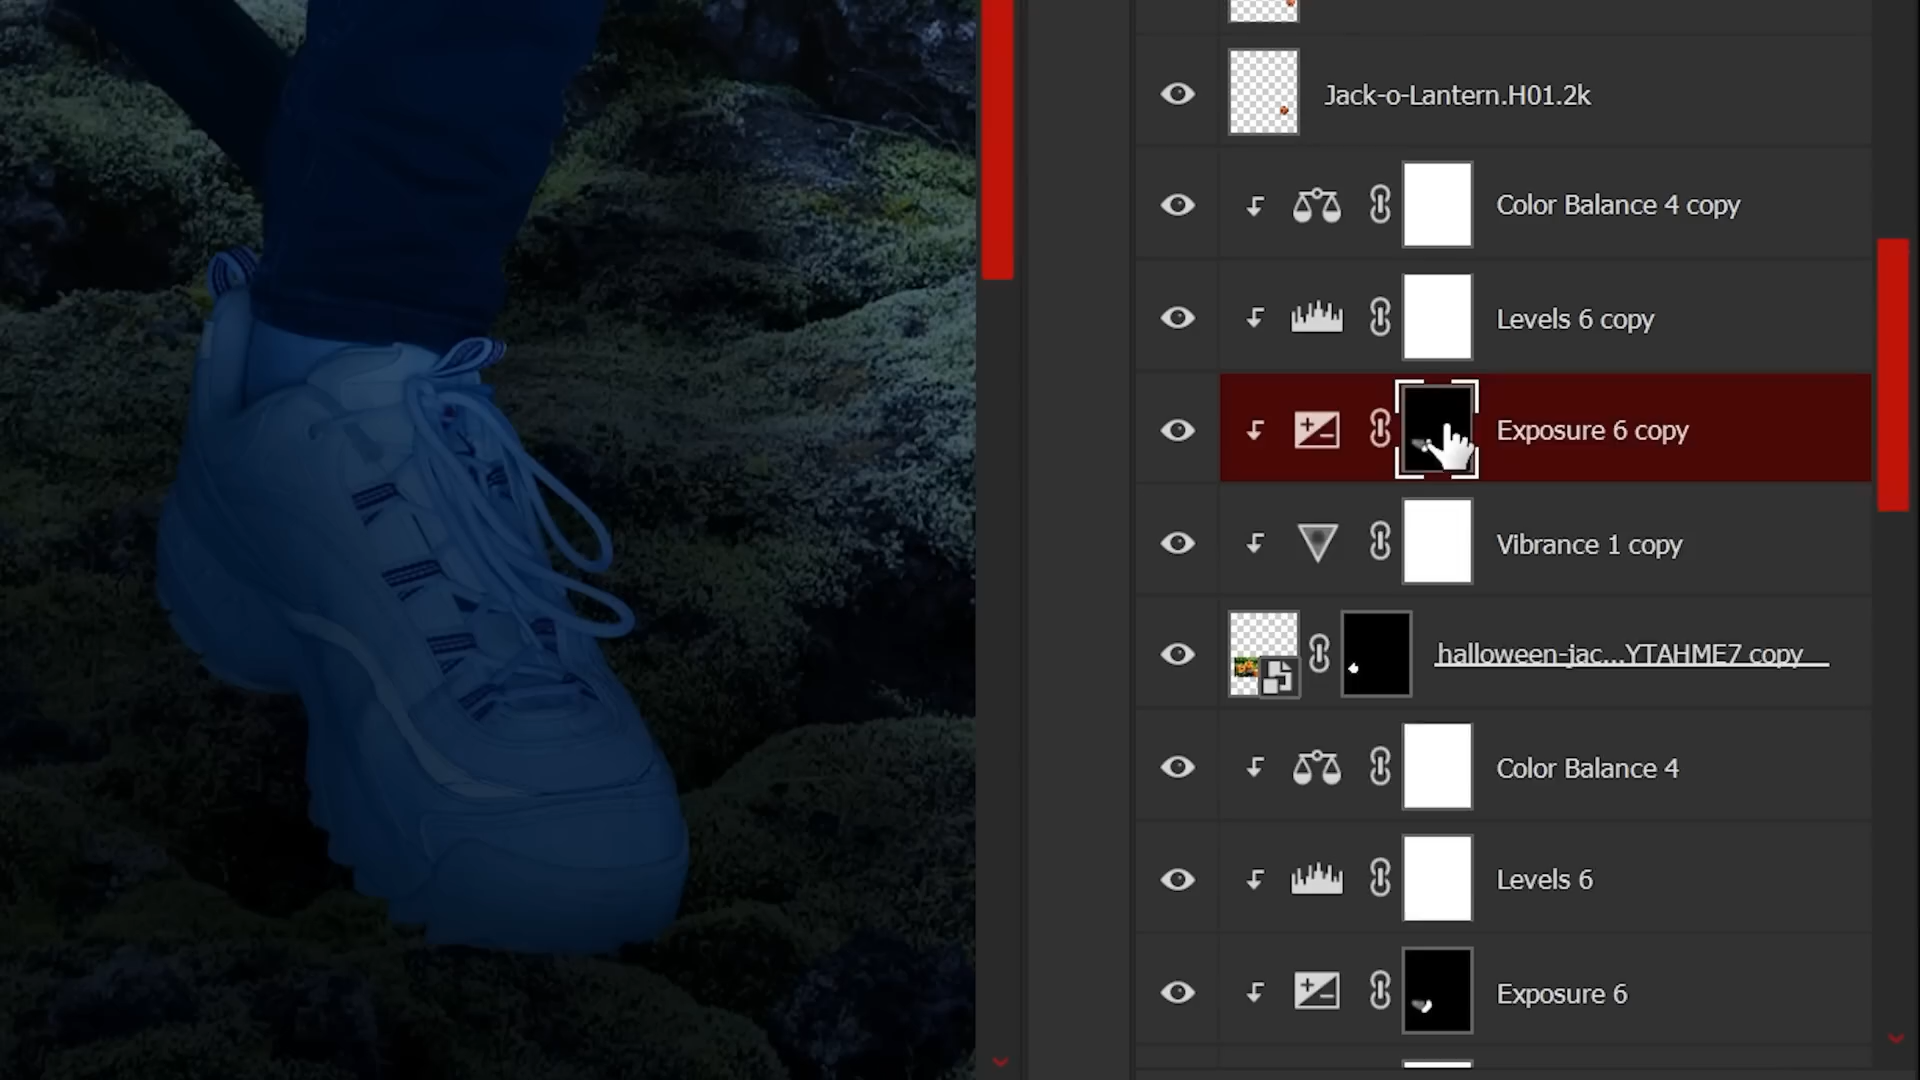 Jack-o-Lantern.H01.2k
Color Balance 4 copy
Levels 6 copy
Exposure 6 copy
Vibrance 1 copy
halloween-jac...YTAHME7 copy
Color Balance 4
Levels 6
Exposure 6